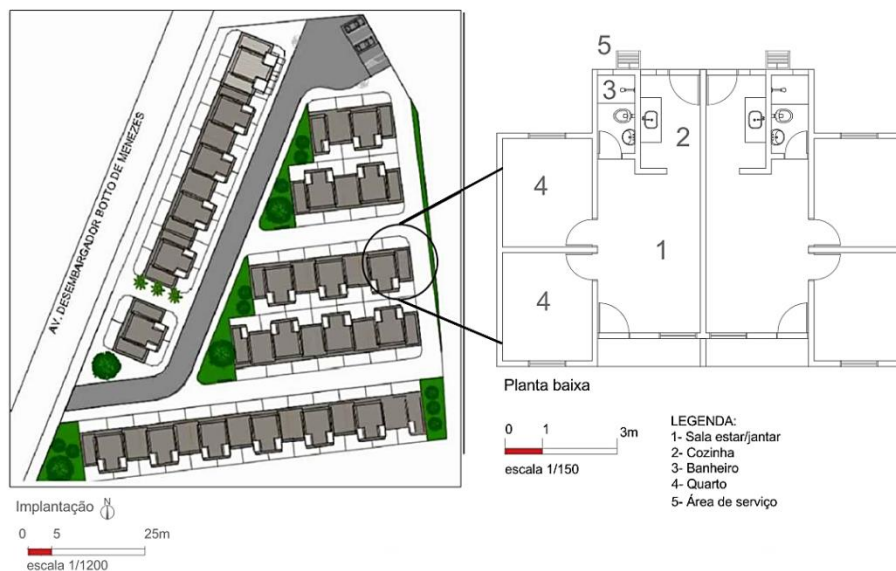 AV. DESEMBARGADOR BOTTO DE MENEZES
Implantação N
0 5 25m
escala 1/1200
5
3
2
4
1
4
Planta baixa
0 1 3m
escala 1/150
LEGENDA:
1- Sala estar/jantar
2- Cozinha
3- Banheiro
4- Quarto
5- Área de serviço